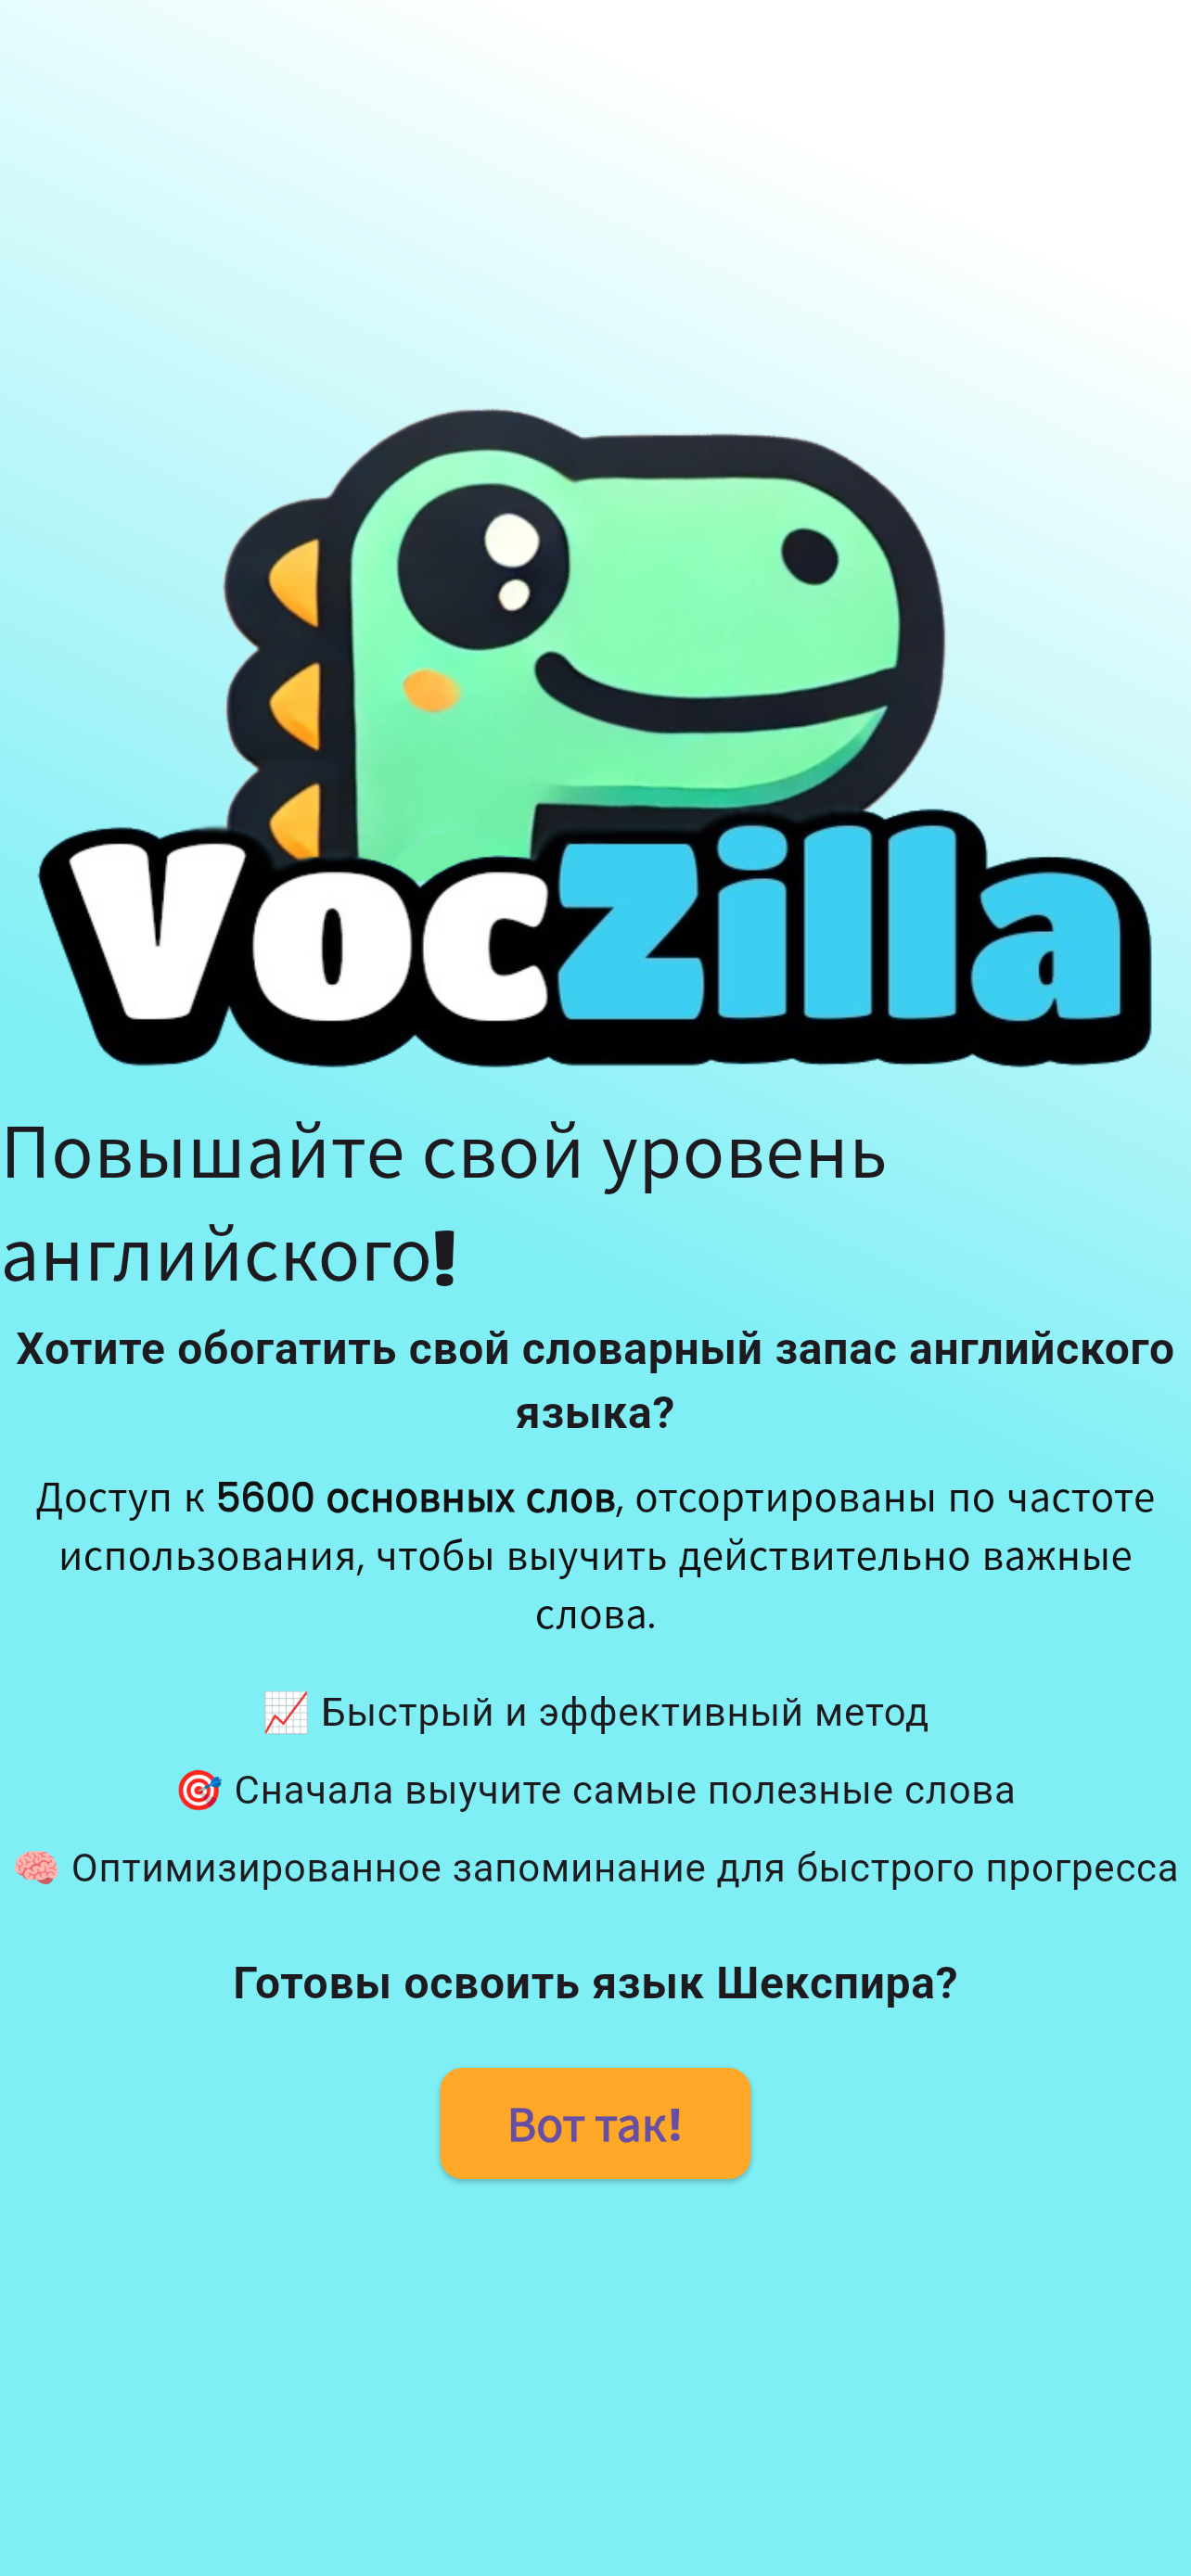 VocZilla
Повышайте свой уровень
английского!
Хотите обогатить свой словарный запас английского
языка?
Доступ к 5600 основных слов, отсортированы по частоте
использования, чтобы выучить действительно важные
слова.
📈 Быстрый и эффективный метод
🎯 Сначала выучите самые полезные слова
🧠 Оптимизированное запоминание для быстрого прогресса
Готовы освоить язык Шекспира?
Вот так!